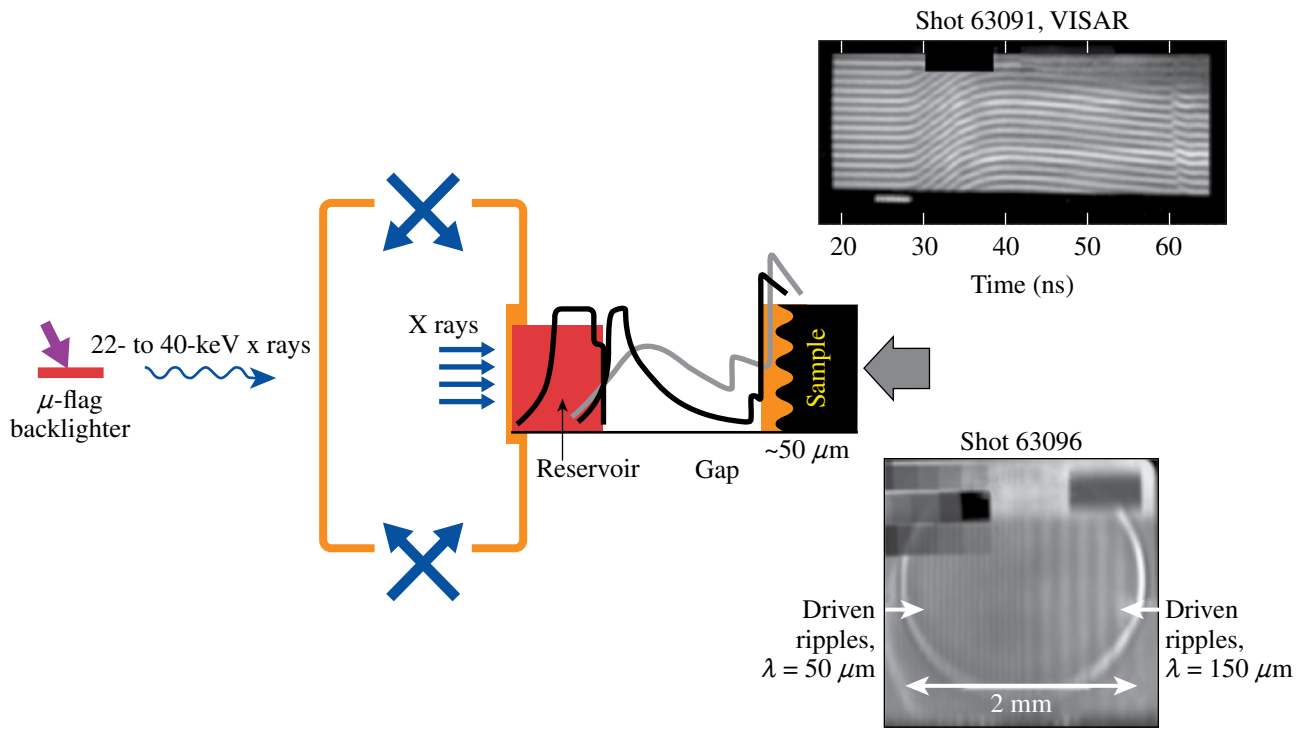 Shot 63091, VISAR
20 30 40 50 60
Time (ns)
X rays
22- to 40-keV x rays
μ-flag
backlighter
Sample
Reservoir
Gap
~50 μm
Shot 63096
Driven
ripples,
λ = 50 μm
Driven
ripples,
λ = 150 μm
2 mm